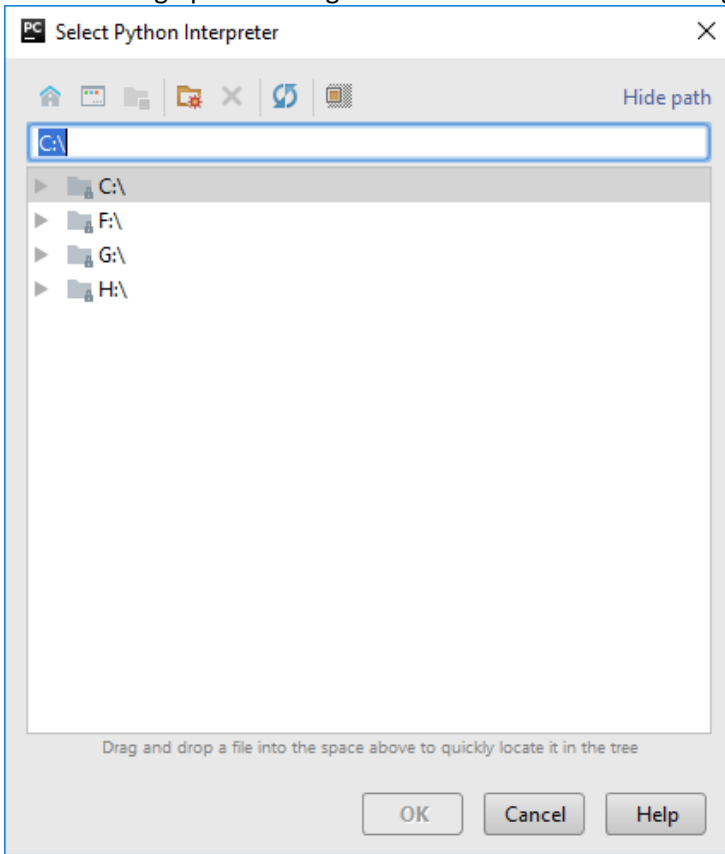 PC Select Python Interpreter
Hide path
C:\
C:\
F:\
G:\
H:\
Drag and drop a file into the space above to quickly locate it in the tree
OK Cancel Help